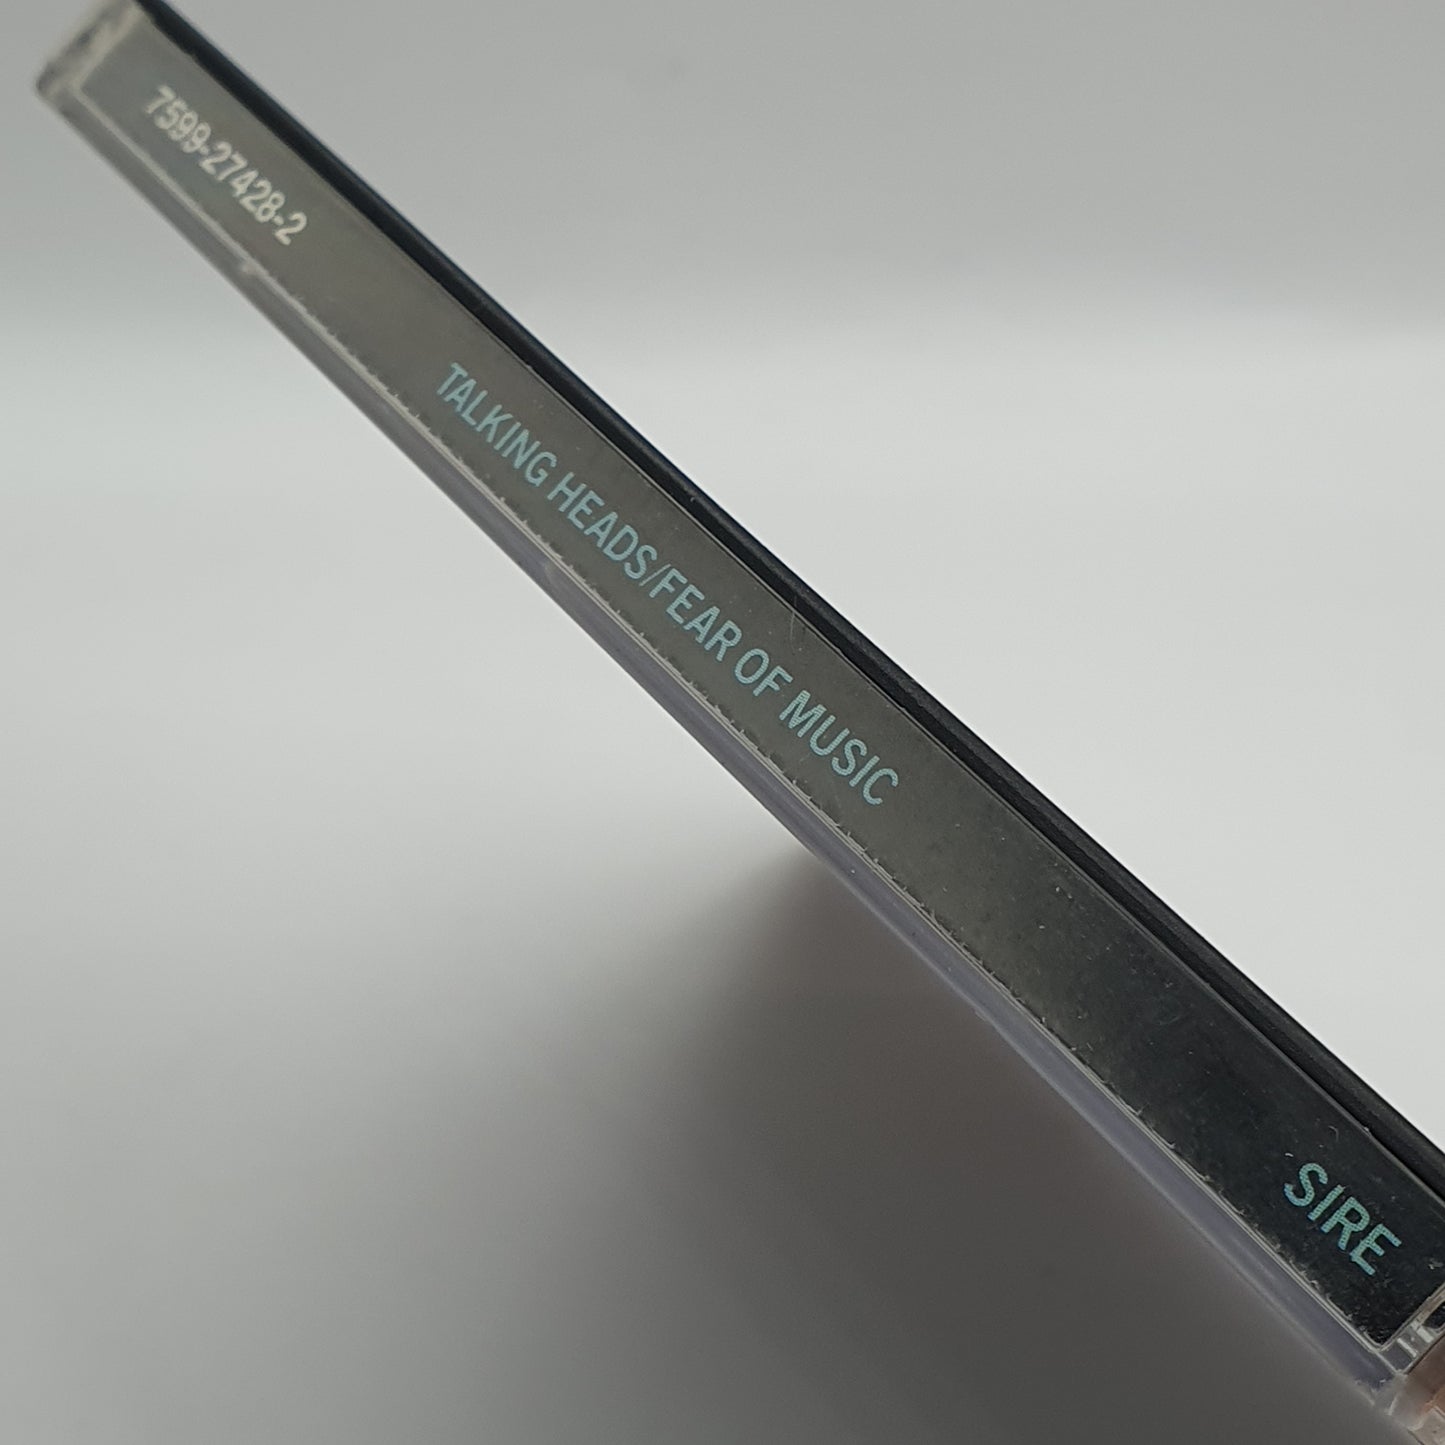 7599-27428-2
TALKING HEADS/FEAR OF MUSIC
SIRE